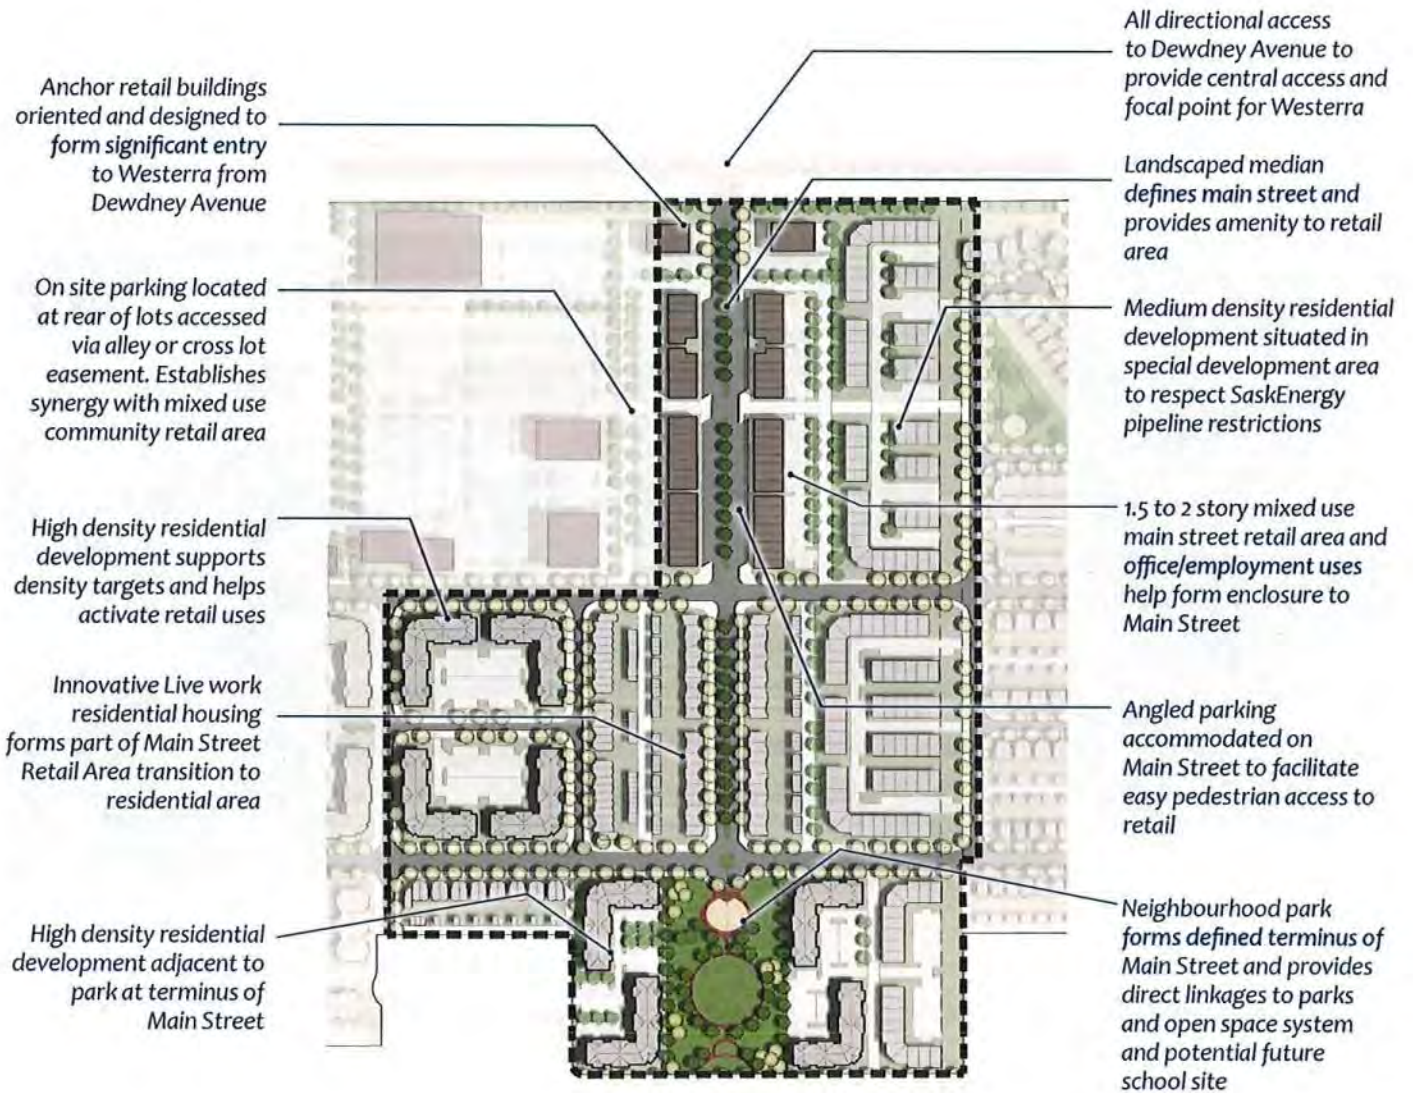 Anchor retail buildings
oriented and designed to
form significant entry
to Westerra from
Dewdney Avenue
On site parking located
at rear of lots accessed
via alley or cross lot
easement. Establishes
synergy with mixed use
community retail area
High density residential
development supports
density targets and helps
activate retail uses
Innovative Live work
residential housing
forms part of Main Street
Retail Area transition to
residential area
High density residential
development adjacent to
park at terminus of
Main Street
All directional access
to Dewdney Avenue to
provide central access and
focal point for Westerra
Landscaped median
defines main street and
provides amenity to retail
area
Medium density residential
development situated in
special development area
to respect SaskEnergy
pipeline restrictions
1.5 to 2 story mixed use
main street retail area and
office/employment uses
help form enclosure to
Main Street
Angled parking
accommodated on
Main Street to facilitate
easy pedestrian access to
retail
Neighbourhood park
forms defined terminus of
Main Street and provides
direct linkages to parks
and open space system
and potential future
school site